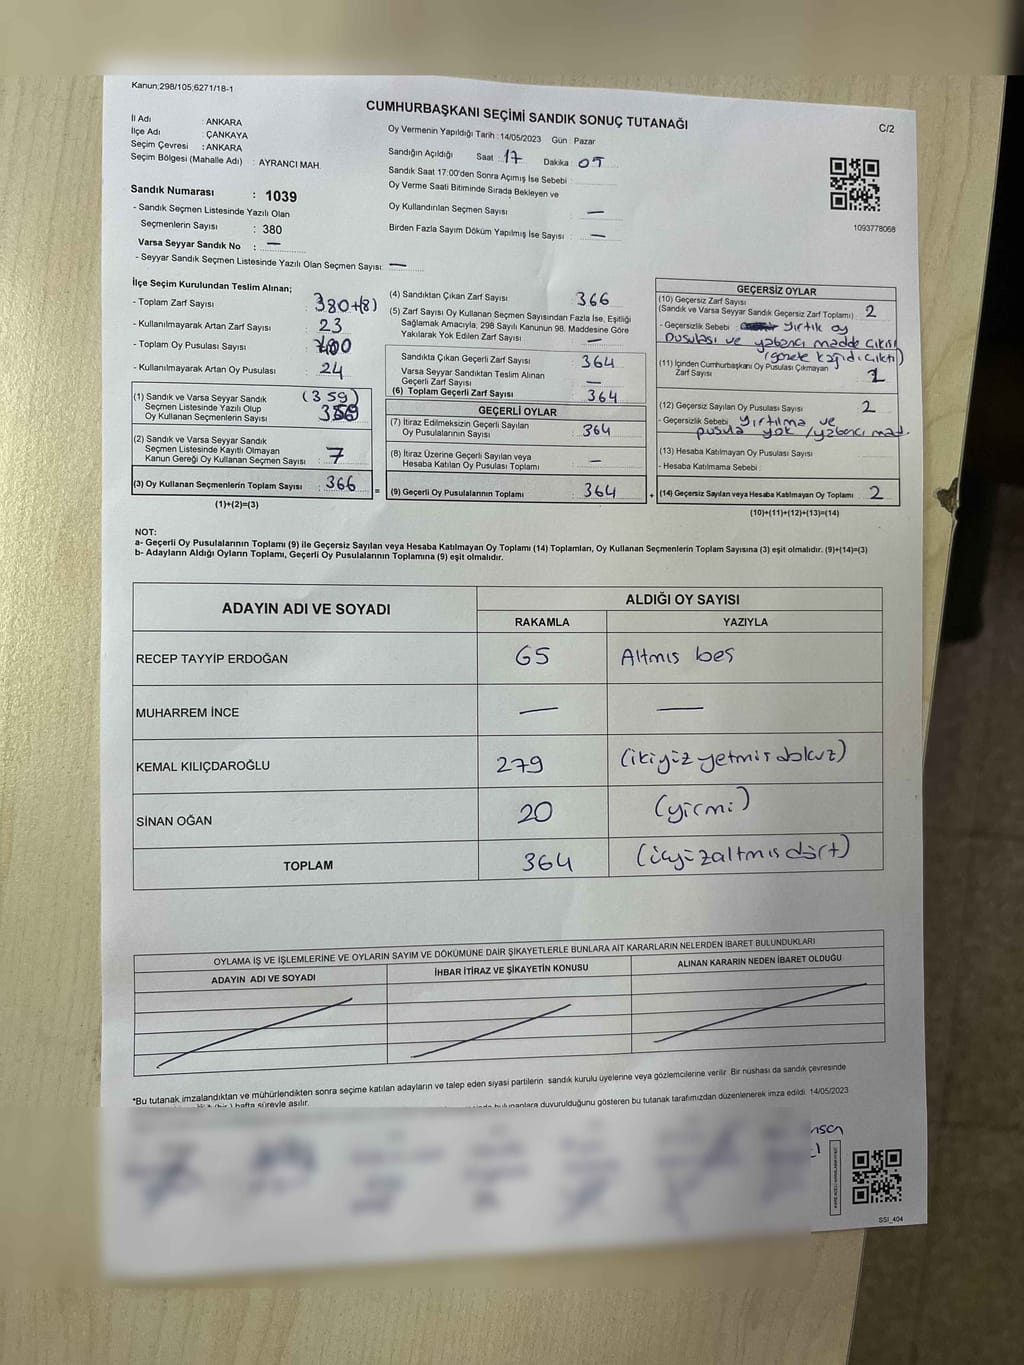 Kanun;298/105;6271/18-1
CUMHURBAŞKANI SEÇİMİ SANDIK SONUÇ TUTANAĞI
C/2
İl Adı : ANKARA
İlçe Adı : ÇANKAYA
Seçim Çevresi : ANKARA
Seçim Bölgesi (Mahalle Adı) : AYRANCI MAH.
Sandık Numarası : 1039
- Sandık Seçmen Listesinde Yazılı Olan
Seçmenlerin Sayısı : 380
Varsa Seyyar Sandık No : —
- Seyyar Sandık Seçmen Listesinde Yazılı Olan Seçmen Sayısı: —
Oy Vermenin Yapıldığı Tarih : 14/05/2023 Gün : Pazar
Sandığın Açıldığı Saat 17 Dakika 05
Sandık Saat 17:00'den Sonra Açımış İse Sebebi :
Oy Verme Saati Bitiminde Sırada Bekleyen ve
Oy Kullandırılan Seçmen Sayısı : —
Birden Fazla Sayım Döküm Yapılmış İse Sayısı : —
1093778068
İlçe Seçim Kurulundan Teslim Alınan;
- Toplam Zarf Sayısı : 380+(8)
- Kullanılmayarak Artan Zarf Sayısı : 23
- Toplam Oy Pusulası Sayısı : 400
- Kullanılmayarak Artan Oy Pusulası : 24
(1) Sandık ve Varsa Seyyar Sandık (359)
Seçmen Listesinde Yazılı Olup
Oy Kullanan Seçmenlerin Sayısı : 359
(2) Sandık ve Varsa Seyyar Sandık
Seçmen Listesinde Kayıtlı Olmayan
Kanun Gereği Oy Kullanan Seçmen Sayısı : 7
(3) Oy Kullanan Seçmenlerin Toplam Sayısı : 366
(1)+(2)=(3)
(4) Sandıktan Çıkan Zarf Sayısı : 366
(5) Zarf Sayısı Oy Kullanan Seçmen Sayısından Fazla İse, Eşitliği
Sağlamak Amacıyla, 298 Sayılı Kanunun 98. Maddesine Göre
Yakılarak Yok Edilen Zarf Sayısı : —
Sandıkta Çıkan Geçerli Zarf Sayısı : 364
Varsa Seyyar Sandıktan Teslim Alınan
Geçerli Zarf Sayısı : —
(6) Toplam Geçerli Zarf Sayısı : 364
GEÇERLİ OYLAR
(7) İtiraz Edilmeksizin Geçerli Sayılan
Oy Pusulalarının Sayısı : 364
(8) İtiraz Üzerine Geçerli Sayılan veya
Hesaba Katılan Oy Pusulası Toplamı : —
= (9) Geçerli Oy Pusulalarının Toplamı : 364
GEÇERSİZ OYLAR
(10) Geçersiz Zarf Sayısı
(Sandık ve Varsa Seyyar Sandık Geçersiz Zarf Toplamı) : 2
- Geçersizlik Sebebi : yırtık oy
pusulası ve yabancı madde çıkısı
(gazete kağıdı çıktı)
(11) İçinden Cumhurbaşkanı Oy Pusulası Çıkmayan
Zarf Sayısı
(12) Geçersiz Sayılan Oy Pusulası Sayısı : 2
- Geçersizlik Sebebi : yırtılma ve
pusula yok / yabancı mad.
(13) Hesaba Katılmayan Oy Pusulası Sayısı :
- Hesaba Katılmama Sebebi :
+ (14) Geçersiz Sayılan veya Hesaba Katılmayan Oy Toplamı : 2
(10)+(11)+(12)+(13)=(14)
NOT:
a- Geçerli Oy Pusulalarının Toplamı (9) ile Geçersiz Sayılan veya Hesaba Katılmayan Oy Toplamı (14) Toplamları, Oy Kullanan Seçmenlerin Toplam Sayısına (3) eşit olmalıdır. (9)+(14)=(3)
b- Adayların Aldığı Oyların Toplamı, Geçerli Oy Pusulalarının Toplamına (9) eşit olmalıdır.
ADAYIN ADI VE SOYADI
ALDIĞI OY SAYISI
RAKAMLA YAZIYLA
RECEP TAYYİP ERDOĞAN 65 Altmıs bes
MUHARREM İNCE — —
KEMAL KILIÇDAROĞLU 279 (ikiyüz yetmis dokuz)
SİNAN OĞAN 20 (yirmi)
TOPLAM 364 (üçyüzaltmısdört)
OYLAMA İŞ VE İŞLEMLERİNE VE OYLARIN SAYIM VE DÖKÜMÜNE DAİR ŞİKAYETLERLE BUNLARA AİT KARARLARIN NELERDEN İBARET BULUNDUKLARI
ADAYIN ADI VE SOYADI İHBAR İTİRAZ VE ŞİKAYETİN KONUSU ALINAN KARARIN NEDEN İBARET OLDUĞU
*Bu tutanak imzalandıktan ve mühürlendikten sonra seçime katılan adayların ve talep eden siyasi partilerin sandık kurulu üyelerine veya gözlemcilerine verilir. Bir nüshası da sandık çevresinde
hafta süreyle asılır.
bulunanlara duyurulduğunu gösteren bu tutanak tarafımızdan düzenlenerek imza edildi. 14/05/2023
SSI_404